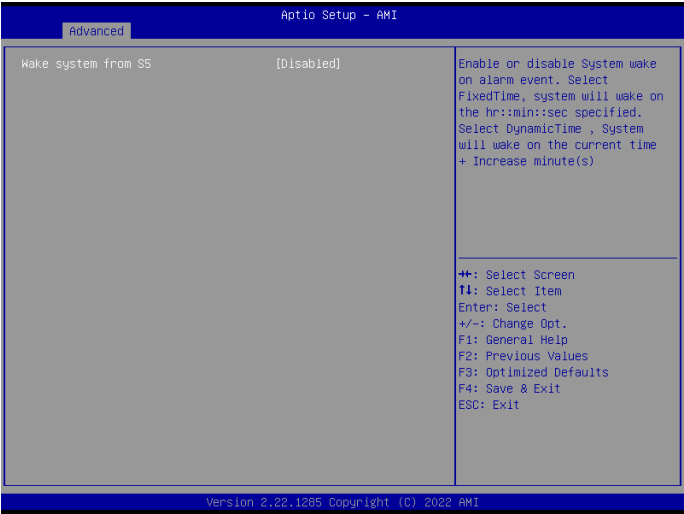 Aptio Setup – AMI
Advanced
Wake system from S5 [Disabled]
Enable or disable System wake
on alarm event. Select
FixedTime, system will wake on
the hr::min::sec specified.
Select DynamicTime , System
will wake on the current time
+ Increase minute(s)
→←: Select Screen
↑↓: Select Item
Enter: Select
+/-: Change Opt.
F1: General Help
F2: Previous Values
F3: Optimized Defaults
F4: Save & Exit
ESC: Exit
Version 2.22.1285 Copyright (C) 2022 AMI